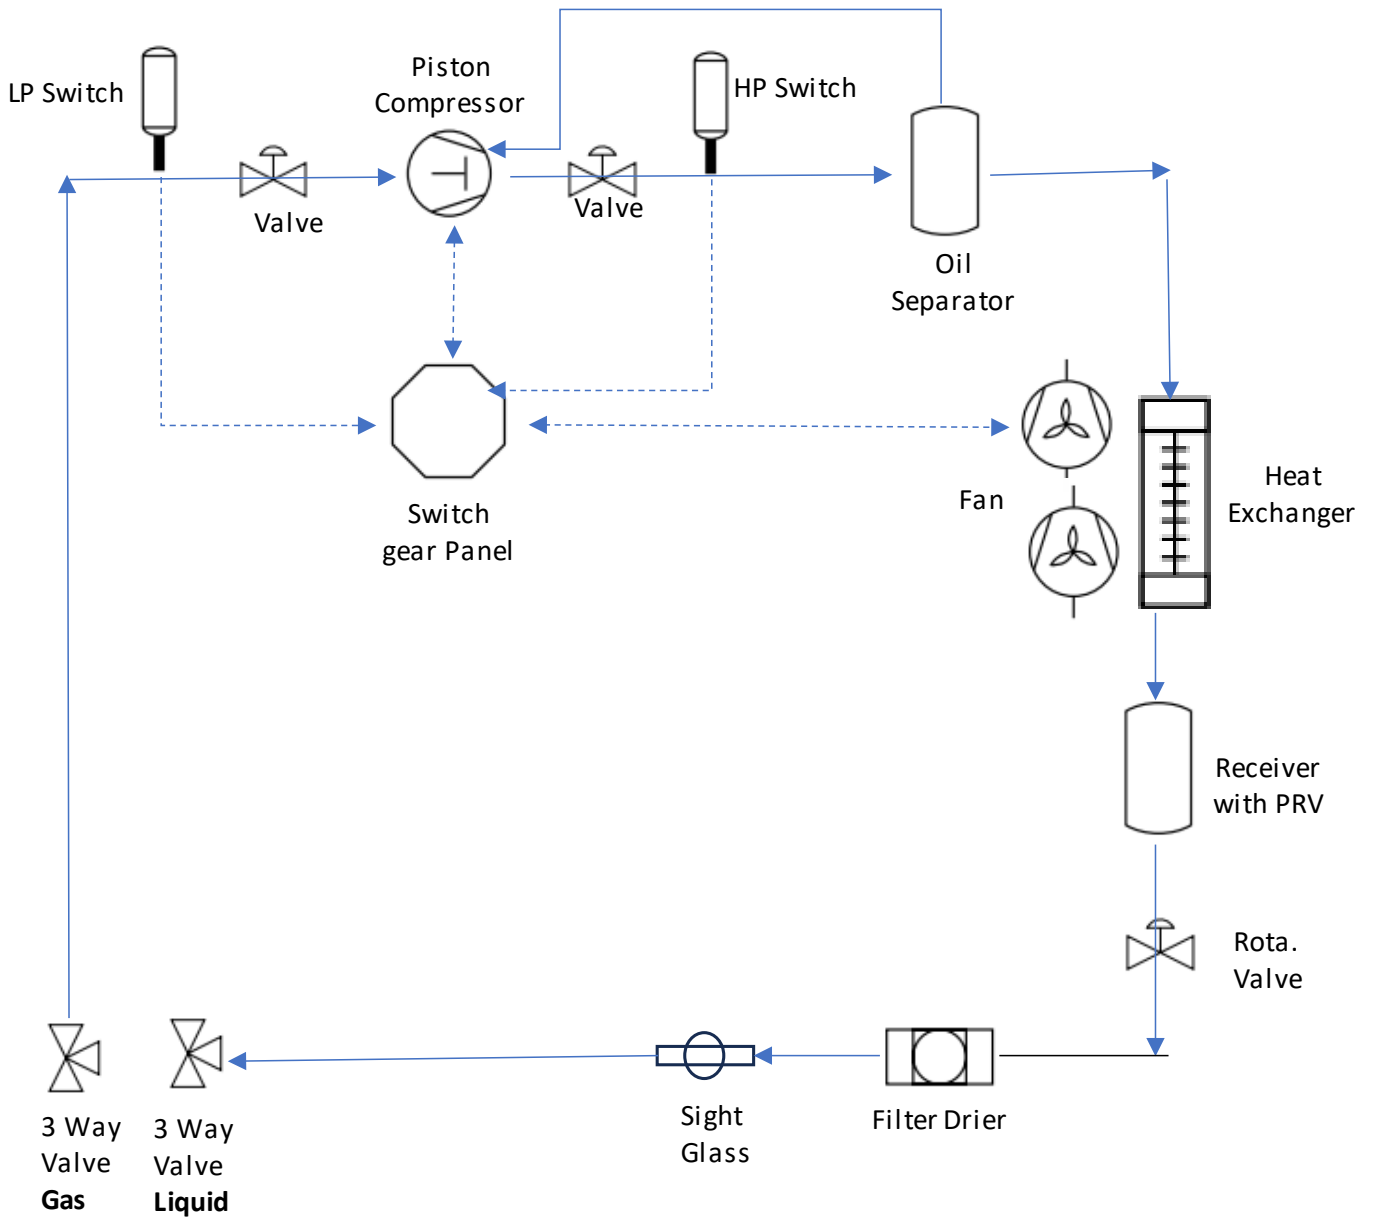 Piston
Compressor
LP Switch
HP Switch
Valve
Valve
Oil
Separator
Heat
Exchanger
Fan
Switch
gear Panel
Receiver
with PRV
Rota.
Valve
Sight
Glass
Filter Drier
3 Way
Valve
Gas
3 Way
Valve
Liquid